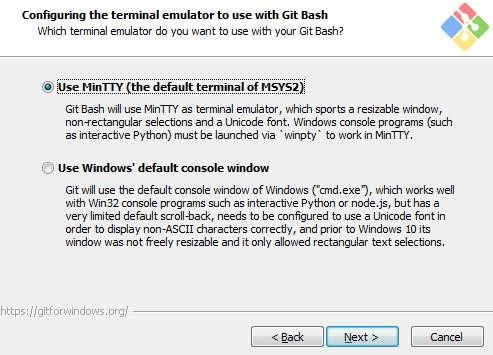 Configuring the terminal emulator to use with Git Bash
Which terminal emulator do you want to use with your Git Bash?
Use MinTTY (the default terminal of MSYS2)
Git Bash will use MinTTY as terminal emulator, which sports a resizable window,
non-rectangular selections and a Unicode font. Windows console programs (such
as interactive Python) must be launched via `winpty` to work in MinTTY.
Use Windows' default console window
Git will use the default console window of Windows ("cmd.exe"), which works well
with Win32 console programs such as interactive Python or node.js, but has a
very limited default scroll-back, needs to be configured to use a Unicode font in
order to display non-ASCII characters correctly, and prior to Windows 10 its
window was not freely resizable and it only allowed rectangular text selections.
https://gitforwindows.org/
< Back Next > Cancel